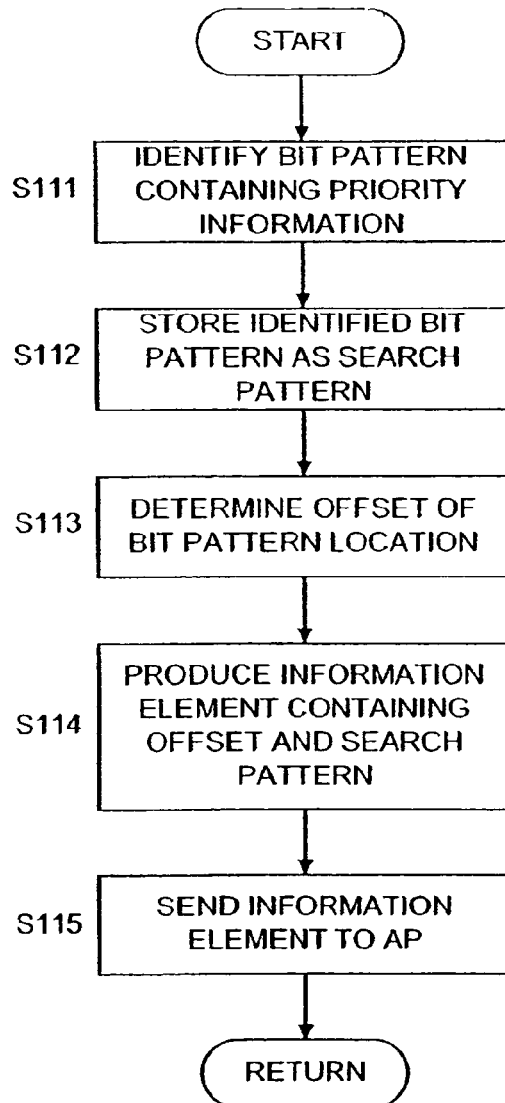 START
S111
IDENTIFY BIT PATTERN
CONTAINING PRIORITY
INFORMATION
S112
STORE IDENTIFIED BIT
PATTERN AS SEARCH
PATTERN
S113
DETERMINE OFFSET OF
BIT PATTERN LOCATION
S114
PRODUCE INFORMATION
ELEMENT CONTAINING
OFFSET AND SEARCH
PATTERN
S115
SEND INFORMATION
ELEMENT TO AP
RETURN